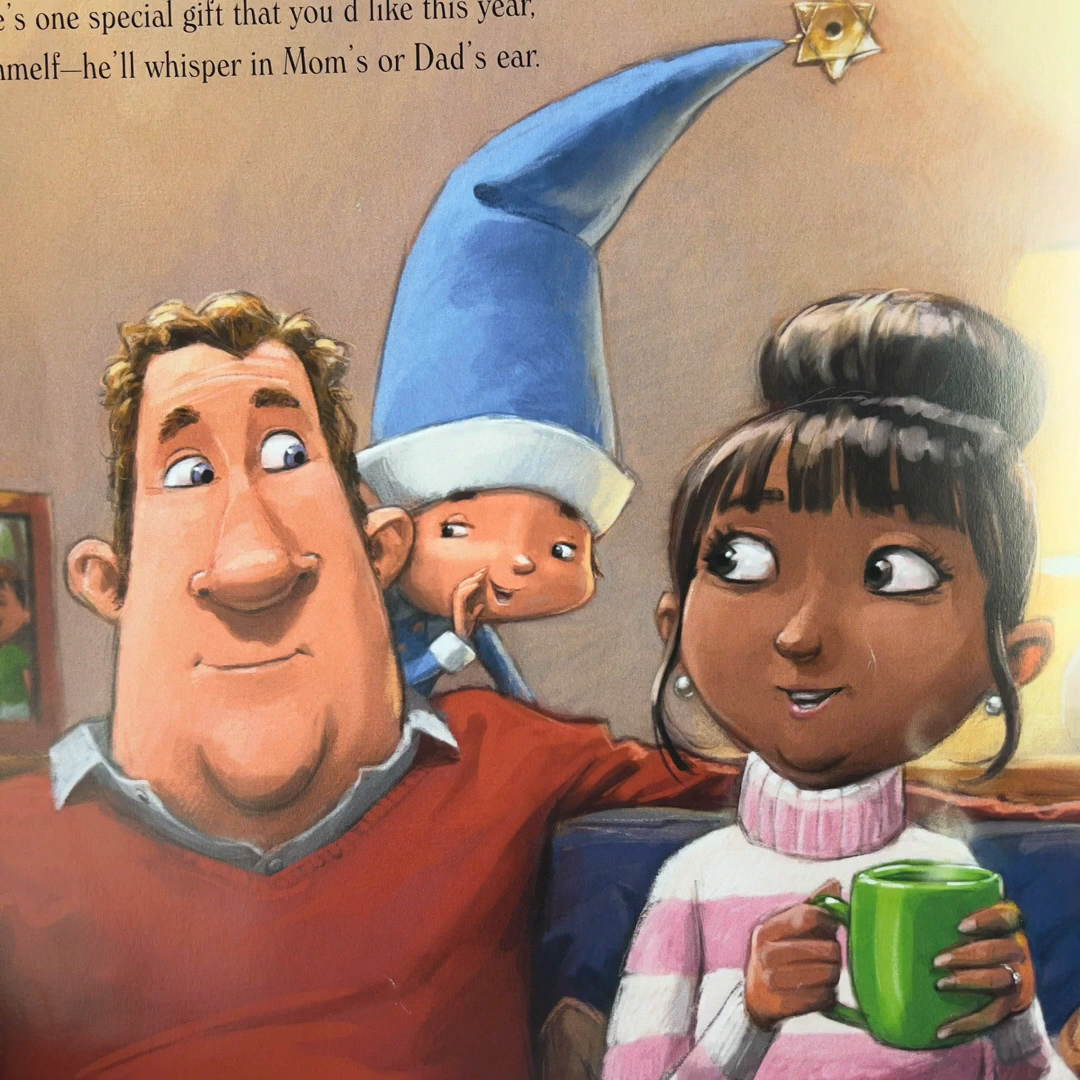 's one special gift that you'd like this year,
mself—he'll whisper in Mom's or Dad's ear.